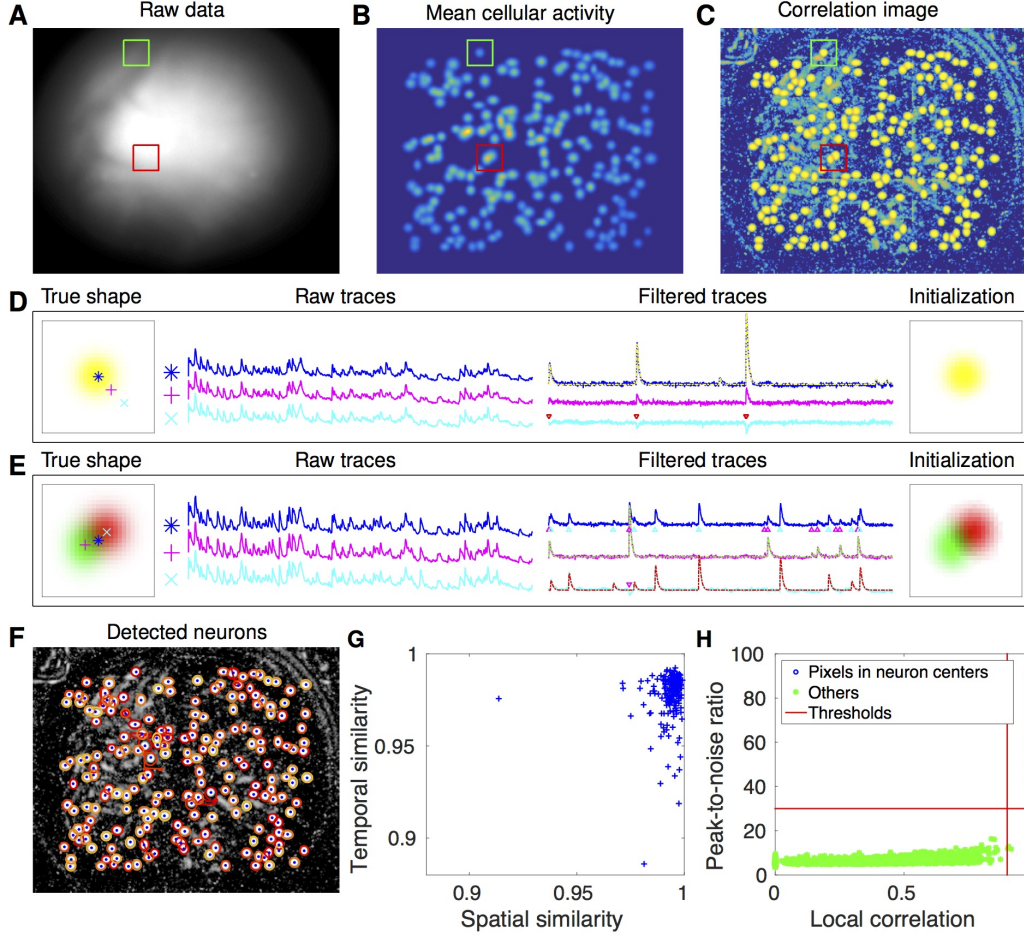 A Raw data
B Mean cellular activity
C Correlation image
D True shape Raw traces Filtered traces Initialization
E True shape Raw traces Filtered traces Initialization
F Detected neurons
G
1
0.95
0.9
Temporal similarity
0.9 0.95 1
Spatial similarity
H
100
80
60
40
20
0
Peak-to-noise ratio
Pixels in neuron centers
Others
Thresholds
0 0.5
Local correlation